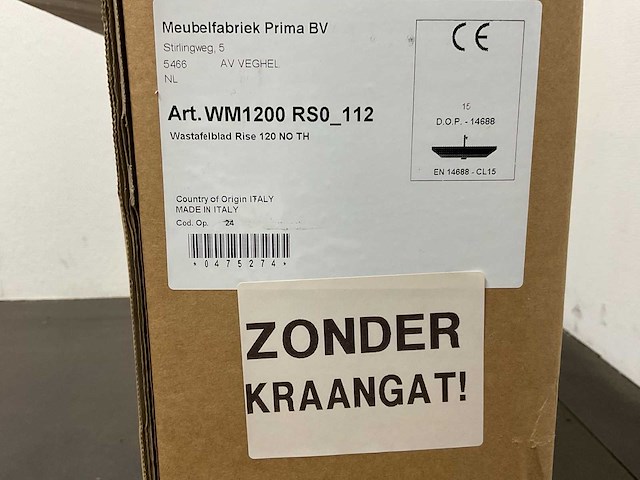 Meubelfabriek Prima BV
Stirlingweg, 5
5466 AV VEGHEL
NL
Art. WM1200 RS0_112
Wastafelblad Rise 120 NO TH
Country of Origin ITALY
MADE IN ITALY
Cod. Op. 24
*0475274*
CE
15
D.O.P. - 14688
EN 14688 - CL15
ZONDER
KRAANGAT!